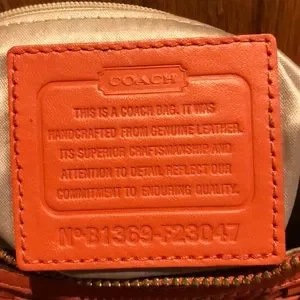 COACH
THIS IS A COACH BAG. IT WAS
HANDCRAFTED FROM GENUINE LEATHER.
ITS SUPERIOR CRAFTSMANSHIP AND
ATTENTION TO DETAIL REFLECT OUR
COMMITMENT TO ENDURING QUALITY.
Nº B1369-F23047